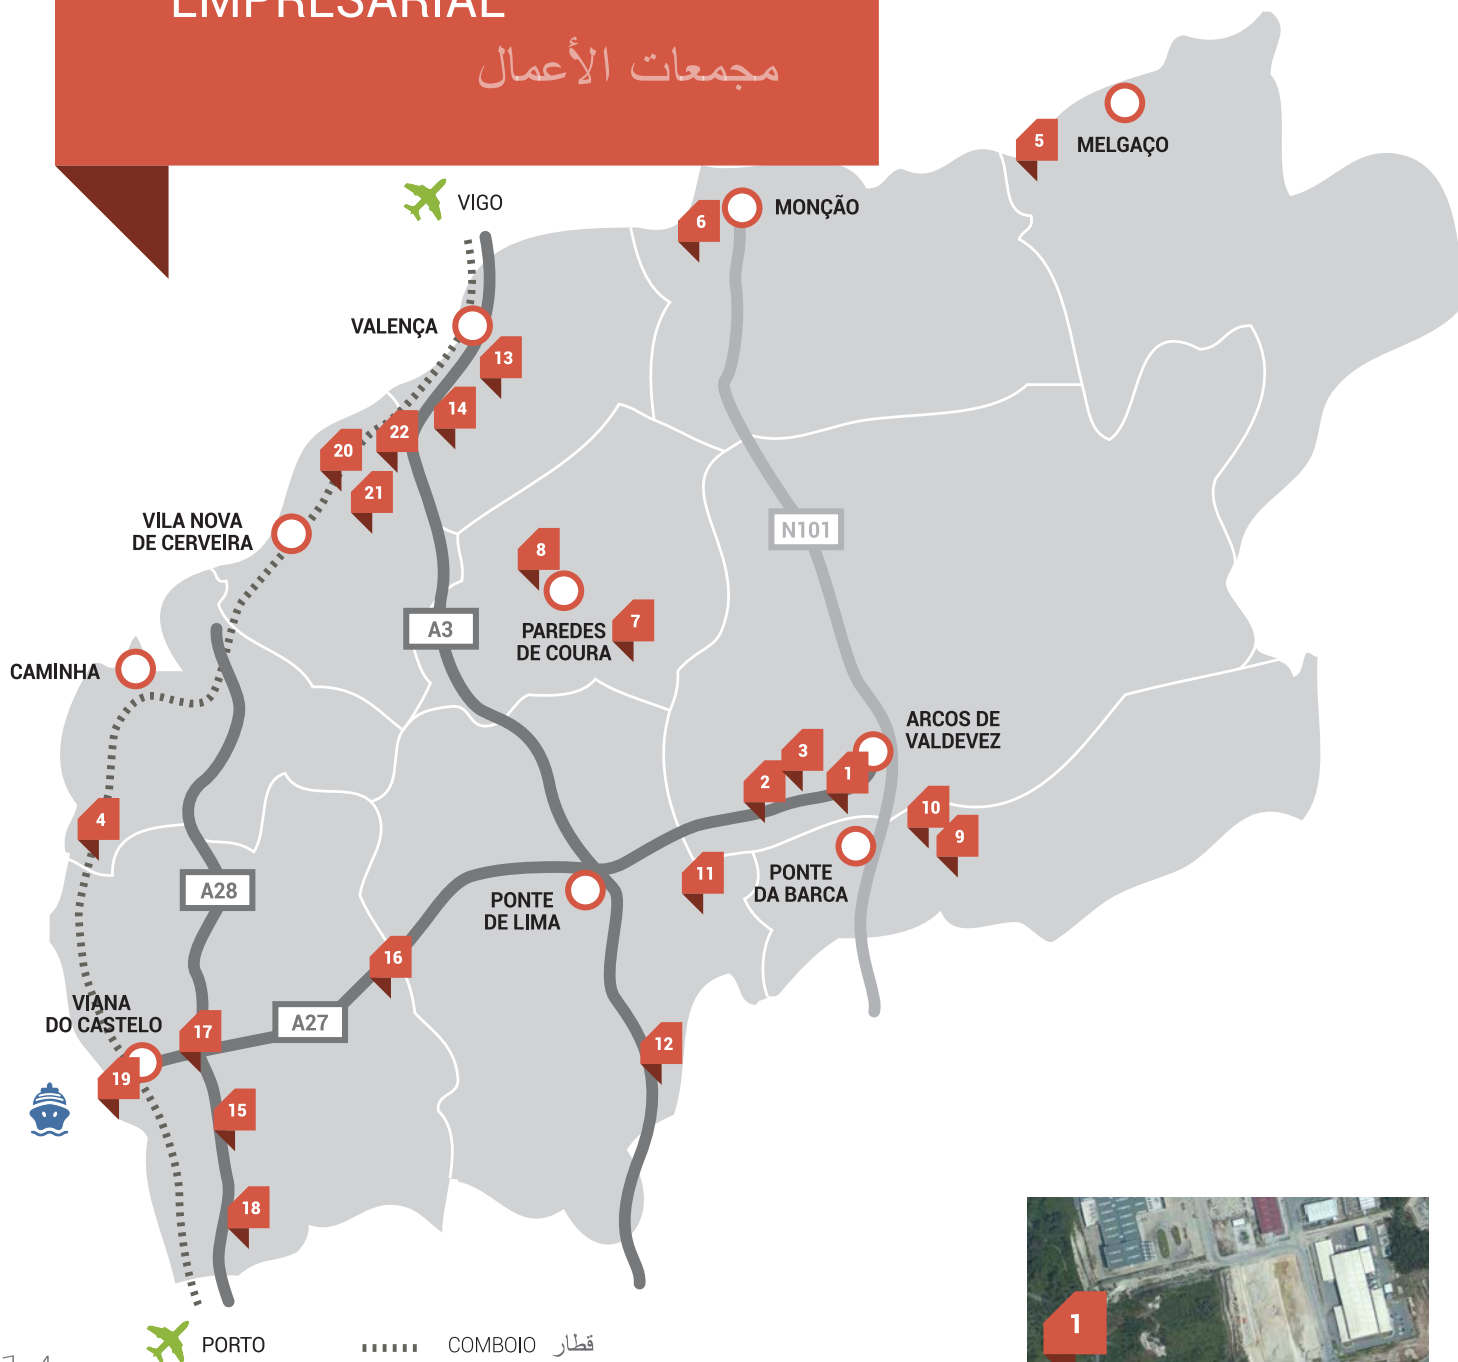 EMPRESARIAL
مجمعات الأعمال
MELGAÇO
5
VIGO
MONÇÃO
6
VALENÇA
13
14
22
20
21
VILA NOVA
DE CERVEIRA
N101
8
A3
PAREDES
DE COURA
7
CAMINHA
ARCOS DE
VALDEVEZ
3
2
1
10
4
9
PONTE
DA BARCA
11
A28
PONTE
DE LIMA
16
VIANA
DO CASTELO
A27
17
12
19
15
18
1
PORTO
COMBOIO قطار